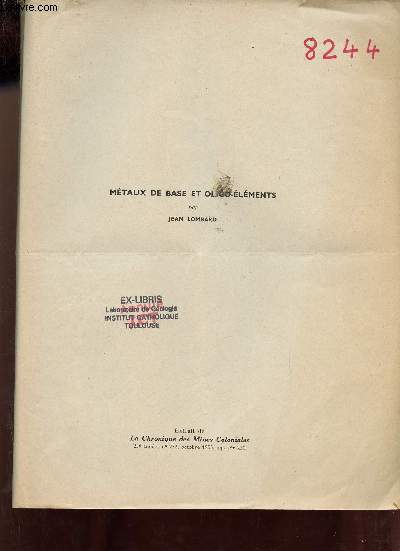 8244
MÉTAUX DE BASE ET OLIGO-ÉLÉMENTS
par
JEAN LOMBARD
EX-LIBRIS
Laboratoire de Géologie
INSTITUT CATHOLIQUE
TOULOUSE
Extrait de
La Chronique des Mines Coloniales
octobre